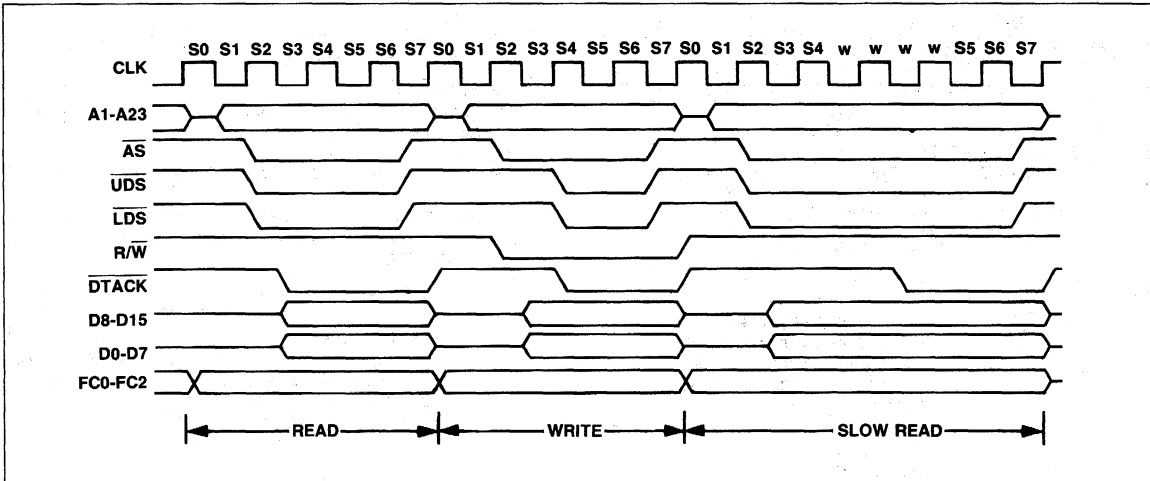 S0 S1 S2 S3 S4 S5 S6 S7 S0 S1 S2 S3 S4 S5 S6 S7 S0 S1 S2 S3 S4 w w w w S5 S6 S7
CLK
A1-A23
AS
UDS
LDS
R/W
DTACK
D8-D15
D0-D7
FC0-FC2
READ WRITE SLOW READ